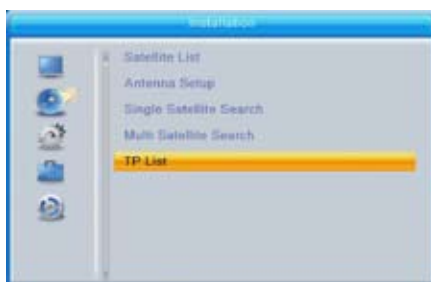 Installation
Satellite List
Antenna Setup
Single Satellite Search
Multi Satellite Search
TP List